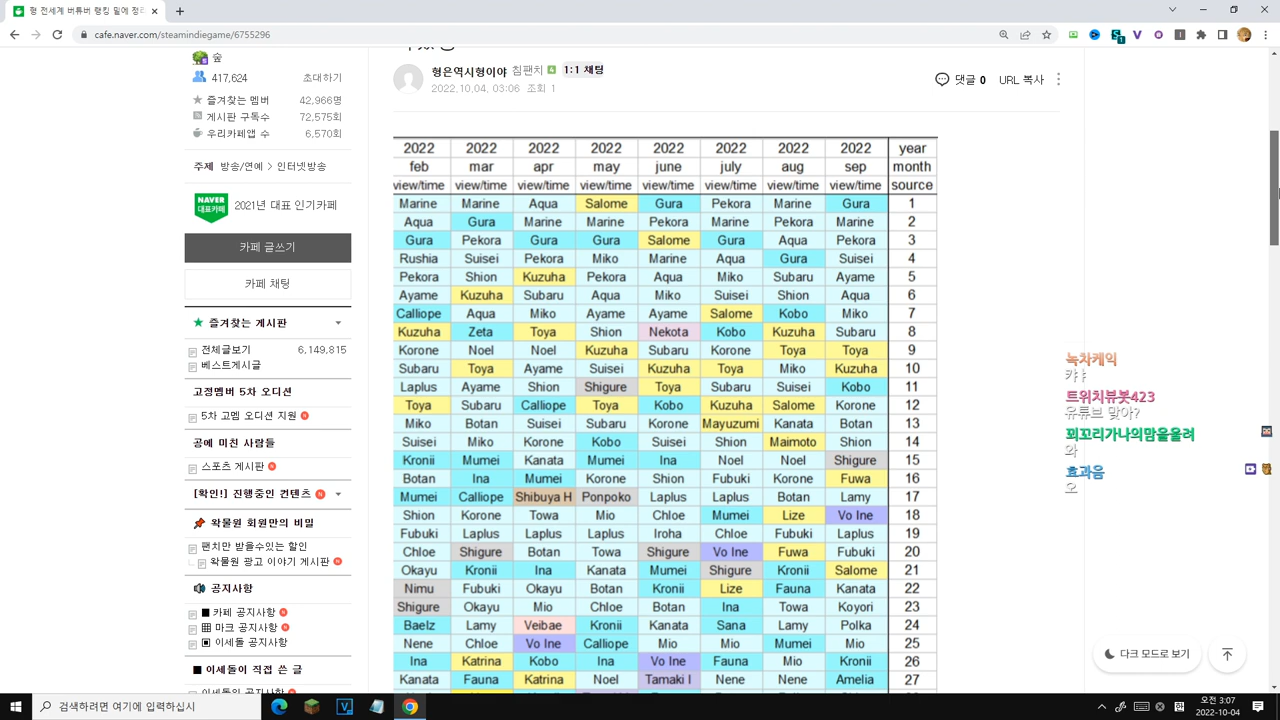 형 전세계 버튜버 랭킹 밑에 정리
cafe.naver.com/steamindiegame/6755296
숲
417,624 초대하기
즐겨찾는 멤버 42,966명
게시판 구독수 72,575회
우리카페앱 수 6,570회
주제 방송/연예 > 인터넷방송
NAVER 대표카페 2021년 대표 인기카페
카페 글쓰기
카페 채팅
즐겨찾는 게시판
전체글보기 6,149,815
베스트게시글
고정멤버 5차 오디션
5차 고멤 오디션 지원 N
공에 미친 사람들
스포츠 게시판 N
[확인!] 진행중인 컨텐츠 N
왁물원 회원만의 비밀
팬치만 받을수있는 할인
왁물원 광고 이야기 게시판 N
공지사항
■ 카페 공지사항 N
마크 공지사항 N
이세돌 공지사항
■ 이세돌이 직접 쓴 글
형은역시형이야 침팬치 1:1 채팅
2022.10.04. 03:06 조회 1
댓글 0 URL 복사
2022 2022 2022 2022 2022 2022 2022 2022 year
feb mar apr may june july aug sep month
view/time view/time view/time view/time view/time view/time view/time view/time source
Marine Marine Aqua Salome Gura Pekora Marine Gura 1
Aqua Gura Marine Marine Pekora Marine Pekora Marine 2
Gura Pekora Gura Gura Salome Gura Aqua Pekora 3
Rushia Suisei Pekora Miko Marine Aqua Gura Suisei 4
Pekora Shion Kuzuha Pekora Aqua Miko Subaru Ayame 5
Ayame Kuzuha Subaru Aqua Miko Suisei Shion Aqua 6
Calliope Aqua Miko Ayame Ayame Salome Kobo Miko 7
Kuzuha Zeta Toya Shion Nekota Kobo Kuzuha Subaru 8
Korone Noel Noel Kuzuha Subaru Korone Toya Toya 9
Subaru Toya Ayame Suisei Kuzuha Toya Miko Kuzuha 10
Laplus Ayame Shion Shigure Toya Subaru Suisei Kobo 11
Toya Subaru Calliope Toya Kobo Kuzuha Salome Korone 12
Miko Botan Suisei Subaru Korone Mayuzumi Kanata Botan 13
Suisei Miko Korone Kobo Suisei Shion Maimoto Shion 14
Kronii Mumei Kanata Mumei Ina Noel Noel Shigure 15
Botan Ina Mumei Korone Shion Fubuki Korone Fuwa 16
Mumei Calliope Shibuya H Ponpoko Laplus Laplus Botan Lamy 17
Shion Korone Towa Mio Chloe Mumei Lize Vo Ine 18
Fubuki Laplus Laplus Laplus Iroha Chloe Fubuki Laplus 19
Chloe Shigure Botan Towa Shigure Vo Ine Fuwa Fubuki 20
Okayu Kronii Ina Kanata Mumei Shigure Kronii Salome 21
Nimu Fubuki Okayu Botan Kronii Lize Fauna Kanata 22
Shigure Okayu Mio Chloe Botan Ina Towa Koyori 23
Baelz Lamy Veibae Kronii Kanata Sana Lamy Polka 24
Nene Chloe Vo Ine Calliope Mio Mio Mumei Mio 25
Ina Katrina Kobo Ina Vo Ine Fauna Mio Kronii 26
Kanata Fauna Katrina Noel Tamaki I Nene Nene Amelia 27
녹차케익
캬ㅑ
트위치뷰봇423
유튜브 맞아?
꾀꼬리가나의맘을울려
와
효과음
오
다크 모드로 보기
검색하려면 여기에 입력하십시
오전 3:07
2022-10-04